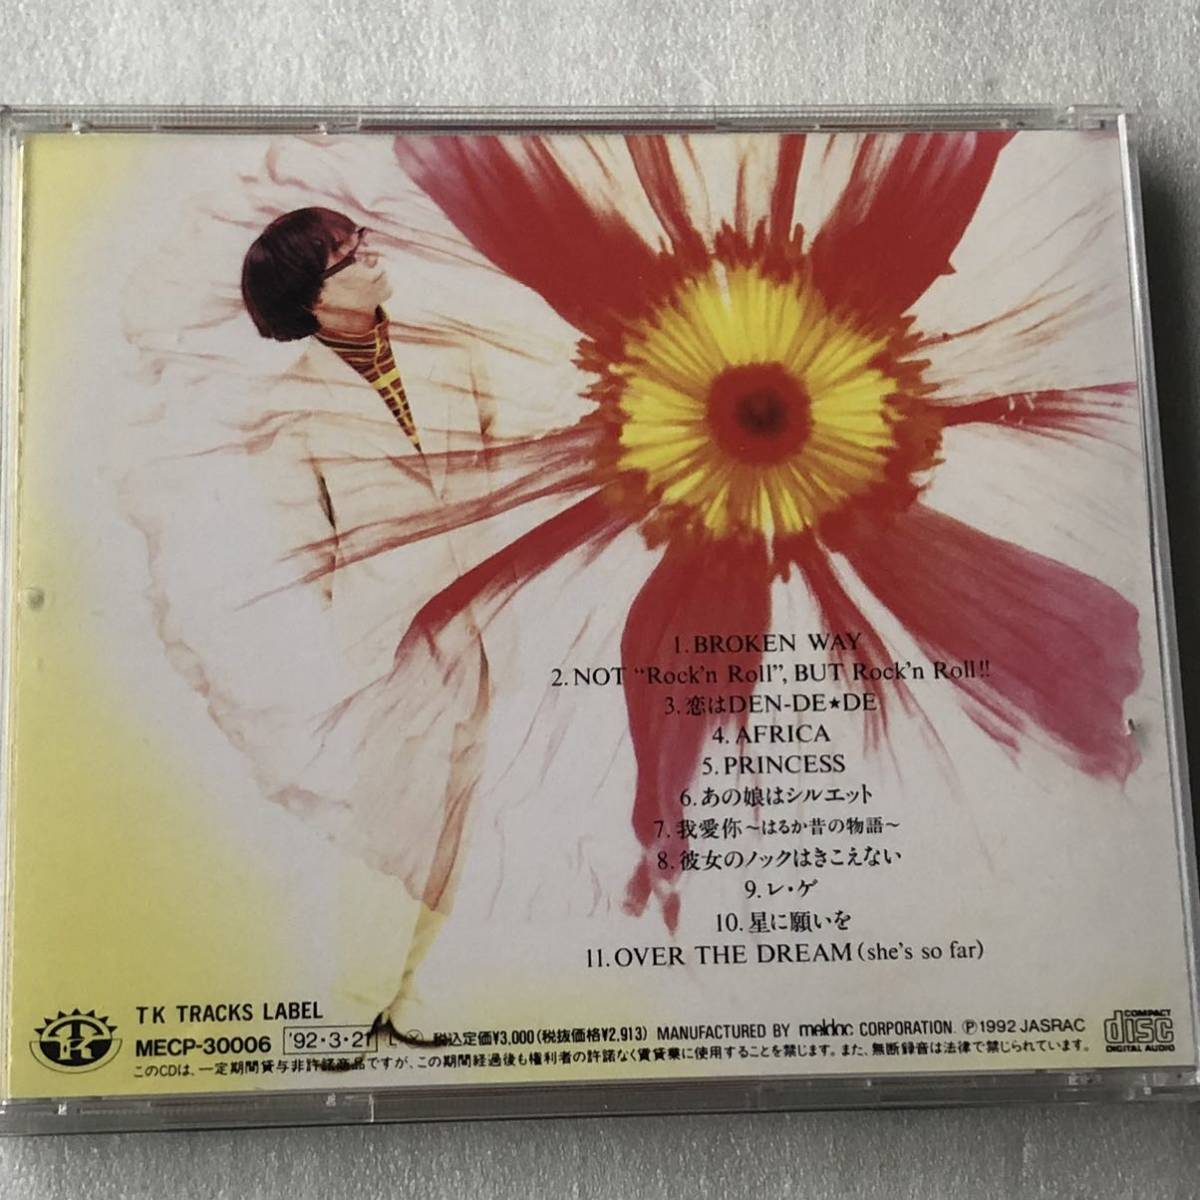 1. BROKEN WAY
2. NOT “Rock'n Roll”, BUT Rock'n Roll!!
3. 恋はDEN-DE★DE
4. AFRICA
5. PRINCESS
6. あの娘はシルエット
7. 我愛你～はるか昔の物語～
8. 彼女のノックはきこえない
9. レ・ゲ
10. 星に願いを
11. OVER THE DREAM (she's so far)
TK TRACKS LABEL
MECP-30006 '92・3・21 L X 税込定価¥3,000(税抜価格¥2,913) MANUFACTURED BY meldac CORPORATION. Ⓟ1992 JASRAC
このCDは、一定期間貸与非許諾商品ですが、この期間経過後も権利者の許諾なく賃貸業に使用することを禁じます。また、無断録音は法律で禁じられています。
TR
COMPACT
disc
DIGITAL AUDIO